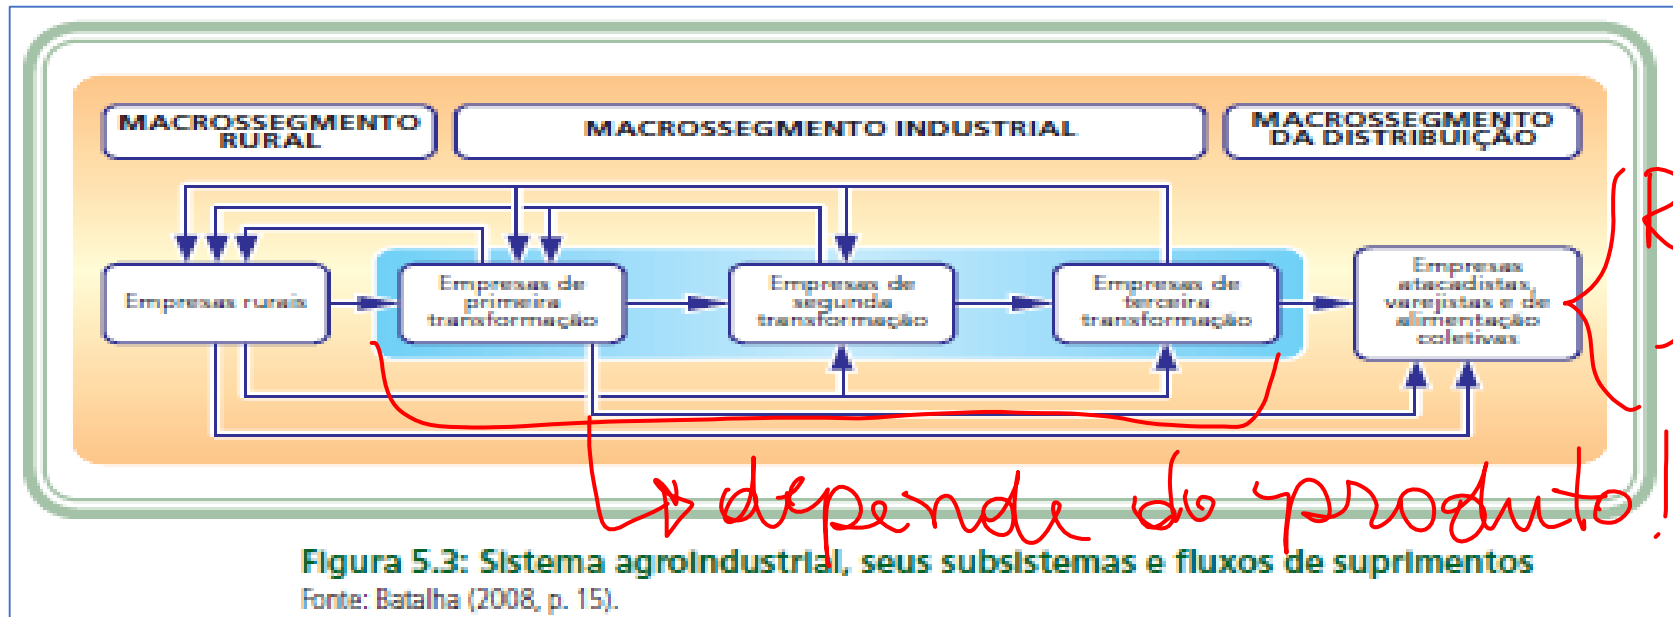 MACROSSEGMENTO
RURAL
MACROSSEGMENTO INDUSTRIAL
MACROSSEGMENTO
DA DISTRIBUIÇÃO
Empresas rurais
Empresas de
primeira
transformação
Empresas de
segunda
transformação
Empresas de
terceira
transformação
Empresas
atacadistas,
varejistas e de
alimentação
coletivas
depende do produto!
Figura 5.3: Sistema agroindustrial, seus subsistemas e fluxos de suprimentos
Fonte: Batalha (2008, p. 15).